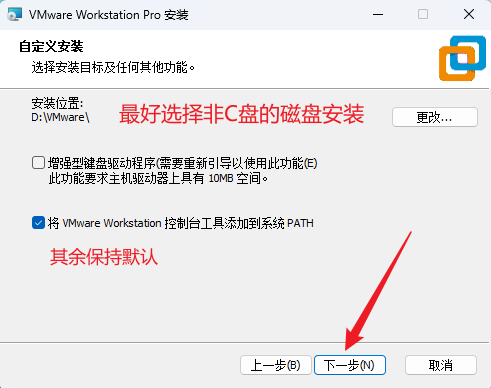 VMware Workstation Pro 安装
自定义安装
选择安装目标及任何其他功能。
安装位置:
D:\VMware\
最好选择非C盘的磁盘安装
更改...
增强型键盘驱动程序(需要重新引导以使用此功能(E)
此功能要求主机驱动器上具有 10MB 空间。
将 VMware Workstation 控制台工具添加到系统 PATH
其余保持默认
上一步(B)
下一步(N)
取消